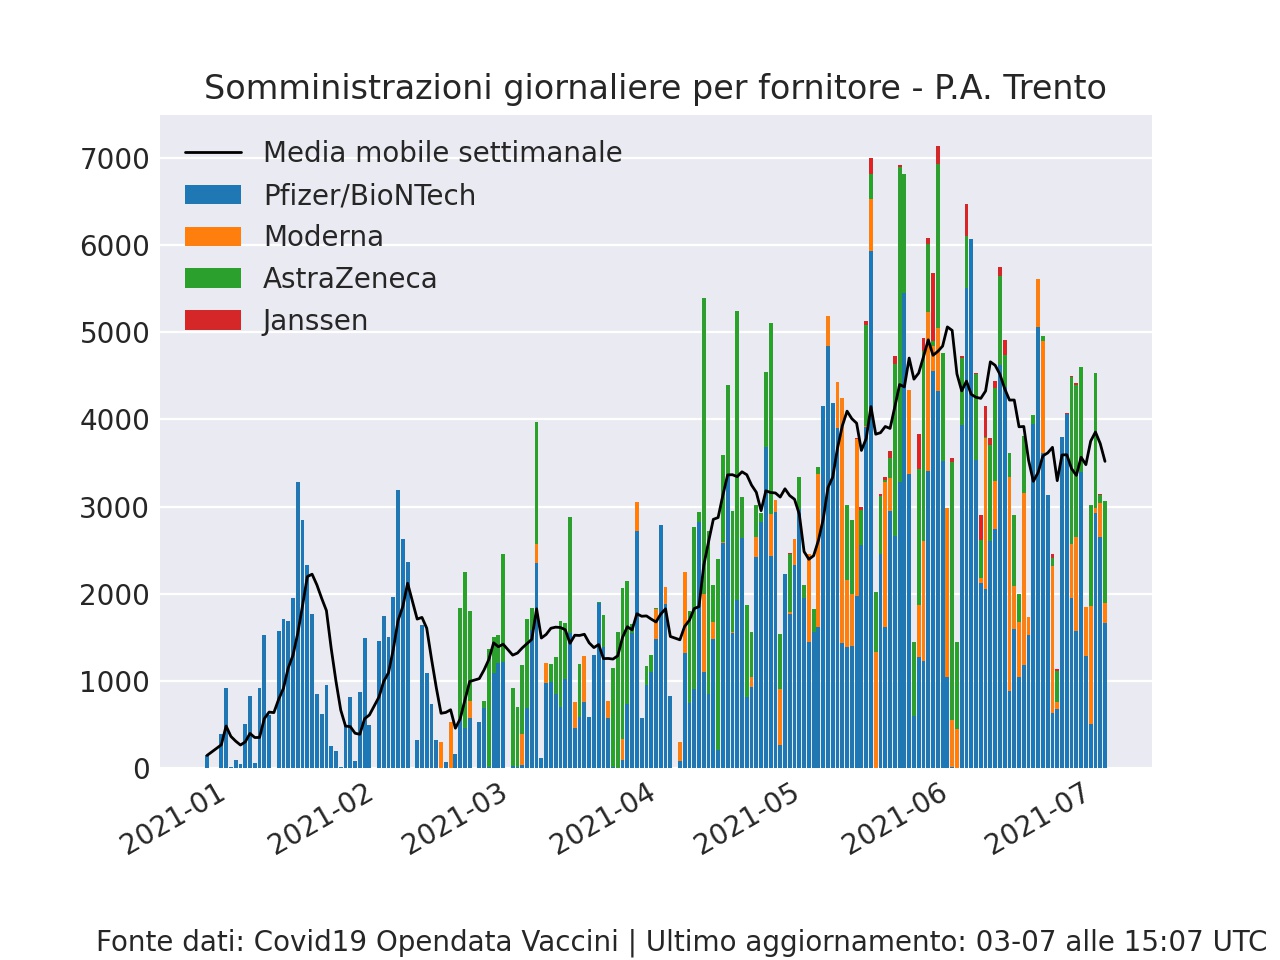 Somministrazioni giornaliere per fornitore - P.A. Trento
Media mobile settimanale
Pfizer/BioNTech
Moderna
AstraZeneca
Janssen
7000
6000
5000
4000
3000
2000
1000
0
2021-01
2021-02
2021-03
2021-04
2021-05
2021-06
2021-07
Fonte dati: Covid19 Opendata Vaccini | Ultimo aggiornamento: 03-07 alle 15:07 UTC